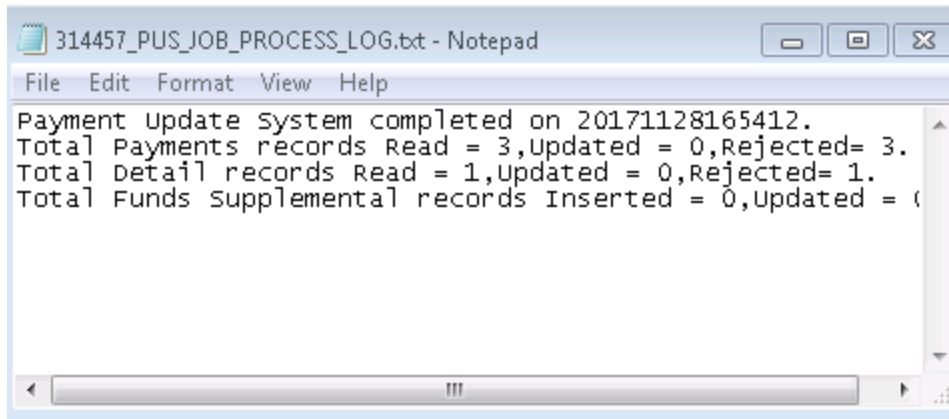 314457_PUS_JOB_PROCESS_LOG.txt - Notepad
File Edit Format View Help
Payment Update System completed on 20171128165412.
Total Payments records Read = 3,Updated = 0,Rejected= 3.
Total Detail records Read = 1,Updated = 0,Rejected= 1.
Total Funds Supplemental records Inserted = 0,Updated =